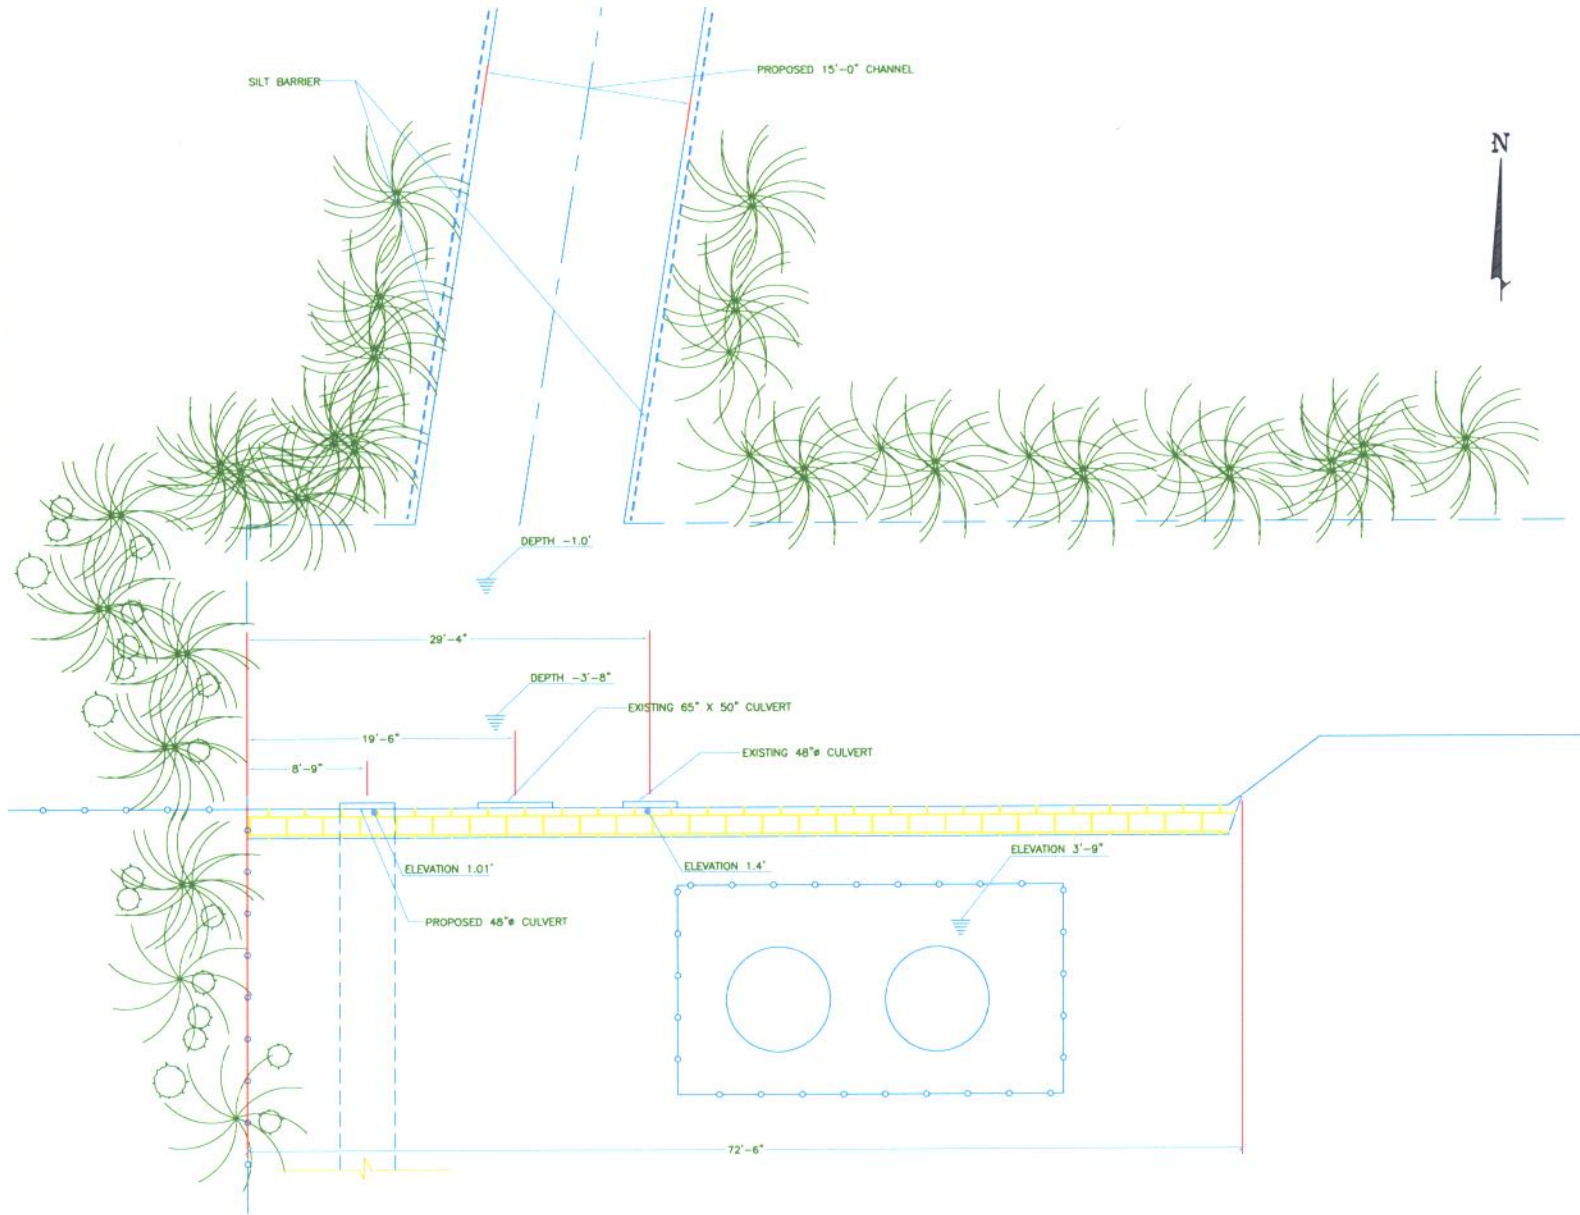 PROPOSED 15'-0" CHANNEL
SILT BARRIER
N
DEPTH -1.0'
29'-4"
DEPTH -3'-8"
EXISTING 65" X 50" CULVERT
19'-6"
EXISTING 48"ø CULVERT
8'-9"
ELEVATION 3'-9"
ELEVATION 1.4'
ELEVATION 1.01'
PROPOSED 48"ø CULVERT
72'-6"